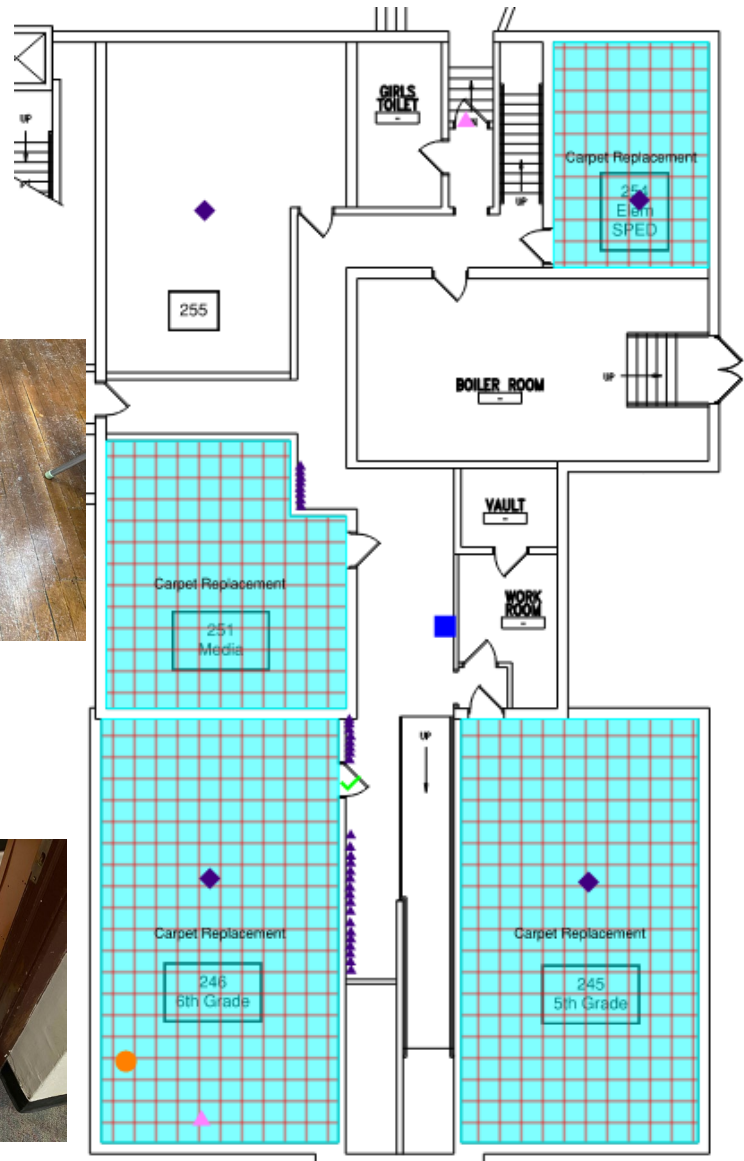 GIRLS
TOILET
-
UP
UP
Carpet Replacement
254
Elem
SPED
255
BOILER ROOM
-
UP
VAULT
-
Carpet Replacement
WORK
ROOM
-
251
Media
UP
Carpet Replacement
246
6th Grade
Carpet Replacement
245
5th Grade